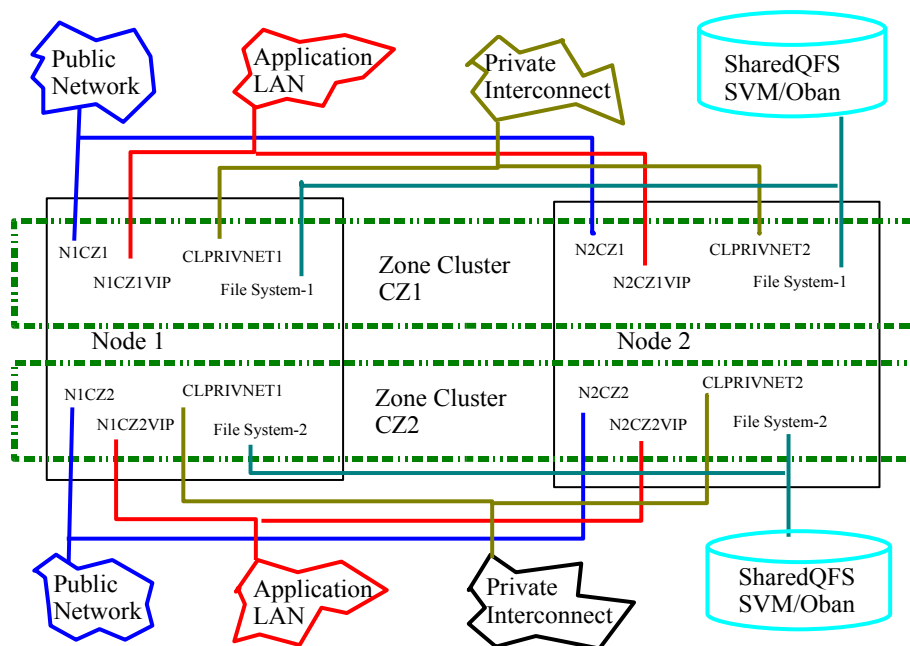 Public
Network
Application
LAN
Private
Interconnect
SharedQFS
SVM/Oban
N1CZ1
N1CZ1VIP
CLPRIVNET1
File System-1
Zone Cluster
CZ1
N2CZ1
N2CZ1VIP
CLPRIVNET2
File System-1
Node 1
Node 2
N1CZ2
N1CZ2VIP
CLPRIVNET1
File System-2
Zone Cluster
CZ2
N2CZ2
N2CZ2VIP
CLPRIVNET2
File System-2
Public
Network
Application
LAN
Private
Interconnect
SharedQFS
SVM/Oban